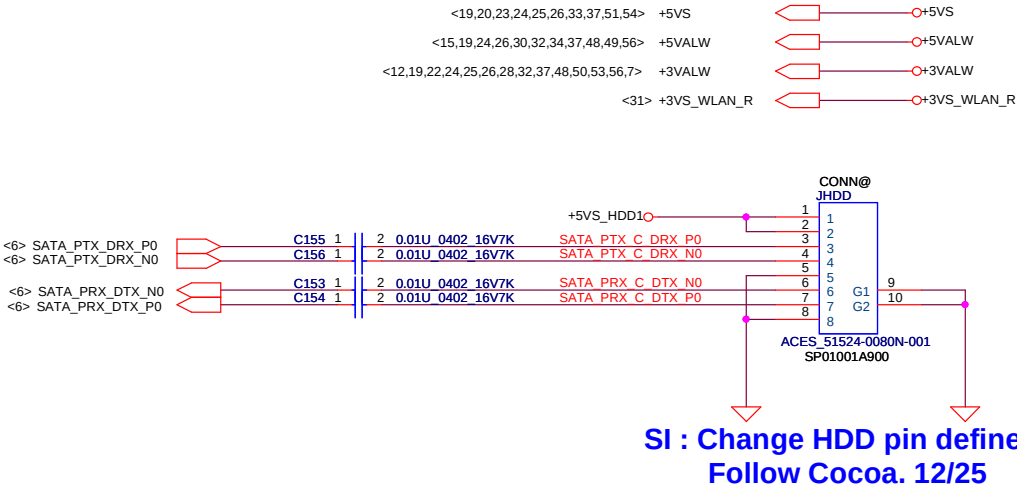 <19,20,23,24,25,26,33,37,51,54> +5VS +5VS
<15,19,24,26,30,32,34,37,48,49,56> +5VALW +5VALW
<12,19,22,24,25,26,28,32,37,48,50,53,56,7> +3VALW +3VALW
<31> +3VS_WLAN_R +3VS_WLAN_R
CONN@
JHDD
+5VS_HDD1 1 1
2 2
<6> SATA_PTX_DRX_P0 C155 1 2 0.01U_0402_16V7K SATA_PTX_C_DRX_P0 3 3
<6> SATA_PTX_DRX_N0 C156 1 2 0.01U_0402_16V7K SATA_PTX_C_DRX_N0 4 4
5 5
<6> SATA_PRX_DTX_N0 C153 1 2 0.01U_0402_16V7K SATA_PRX_C_DTX_N0 6 6 G1 9
<6> SATA_PRX_DTX_P0 C154 1 2 0.01U_0402_16V7K SATA_PRX_C_DTX_P0 7 7 G2 10
8 8
ACES_51524-0080N-001
SP01001A900
SI : Change HDD pin define
Follow Cocoa. 12/25